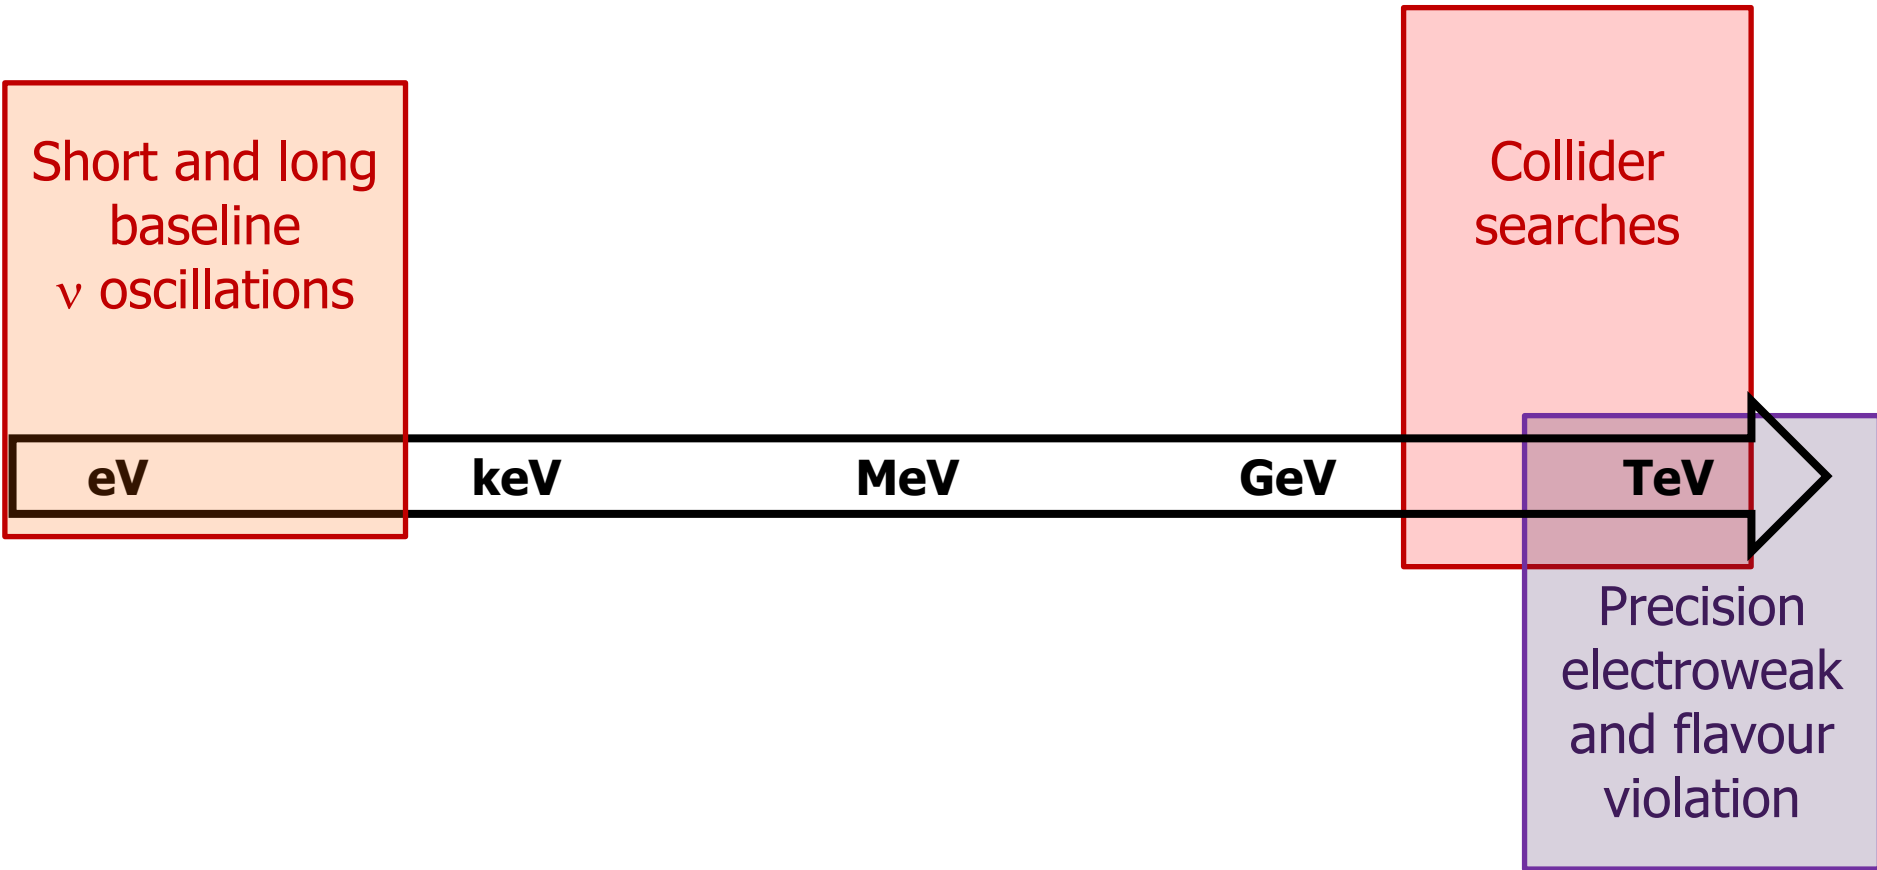 Short and long
baseline
ν oscillations
Collider
searches
eV keV MeV GeV TeV
Precision
electroweak
and flavour
violation